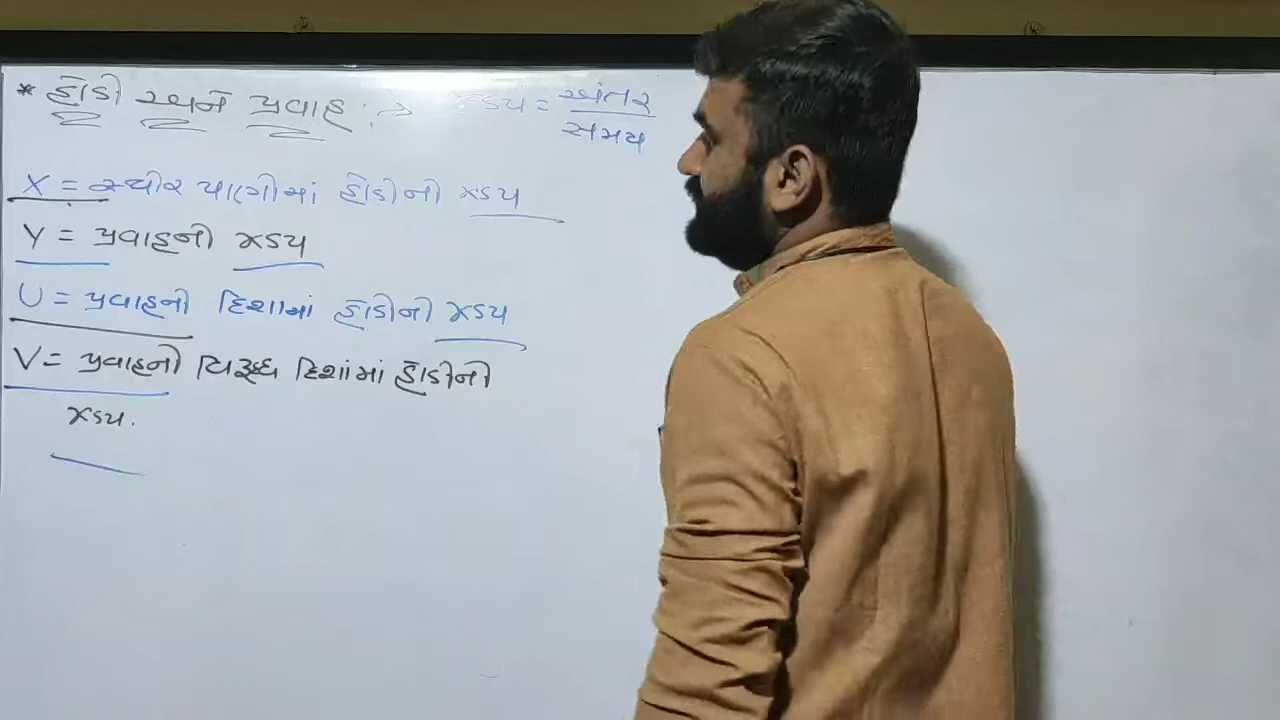 * હોડી અને પ્રવાહ :→ ઝડપ = અંતર / સમય
X = સ્થીર પાણીમાં હોડીની ઝડપ
Y = પ્રવાહની ઝડપ
U = પ્રવાહની દિશામાં હોડીની ઝડપ
V = પ્રવાહની વિરૂધ્ધ દિશામાં હોડીની
ઝડપ.